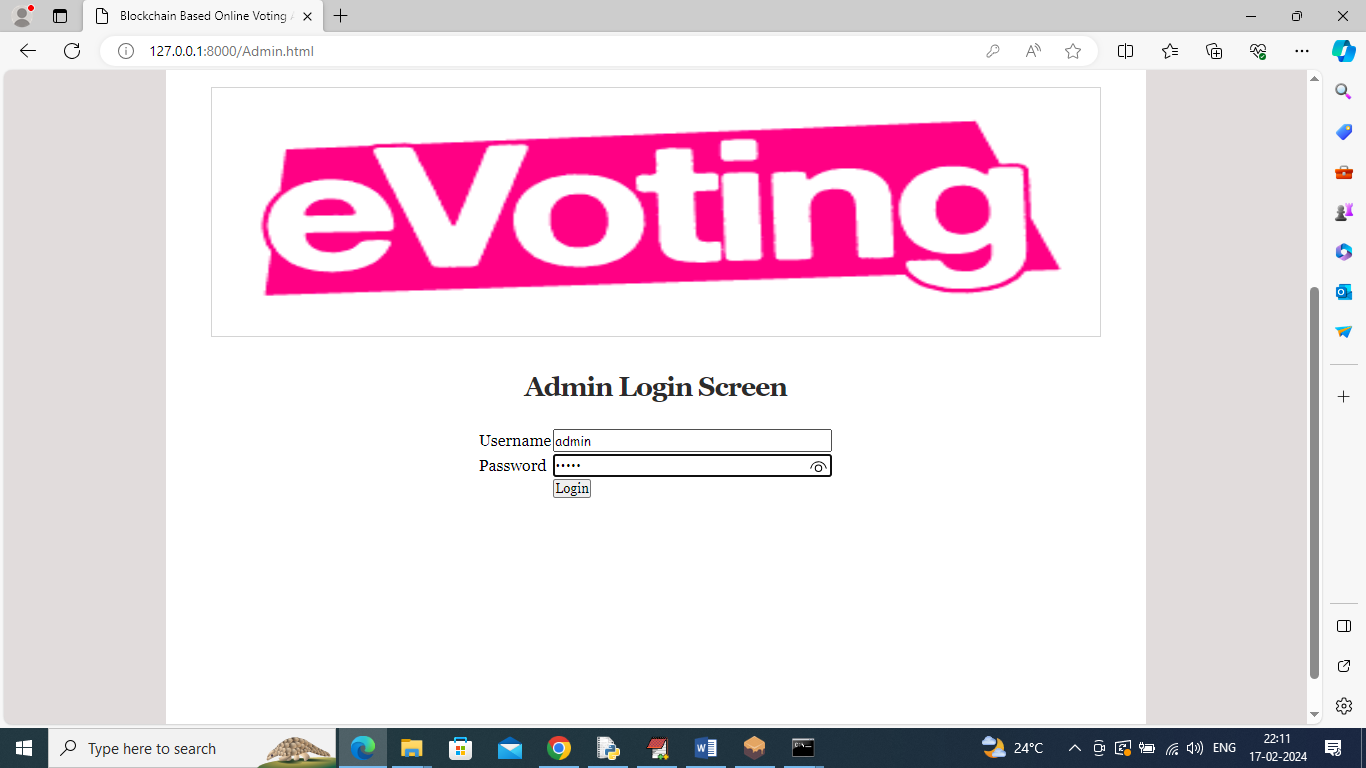 Blockchain Based Online Voting
127.0.0.1:8000/Admin.html
eVoting
Admin Login Screen
Username admin
Password •••••
Login
Type here to search
24°C
ENG
22:11
17-02-2024